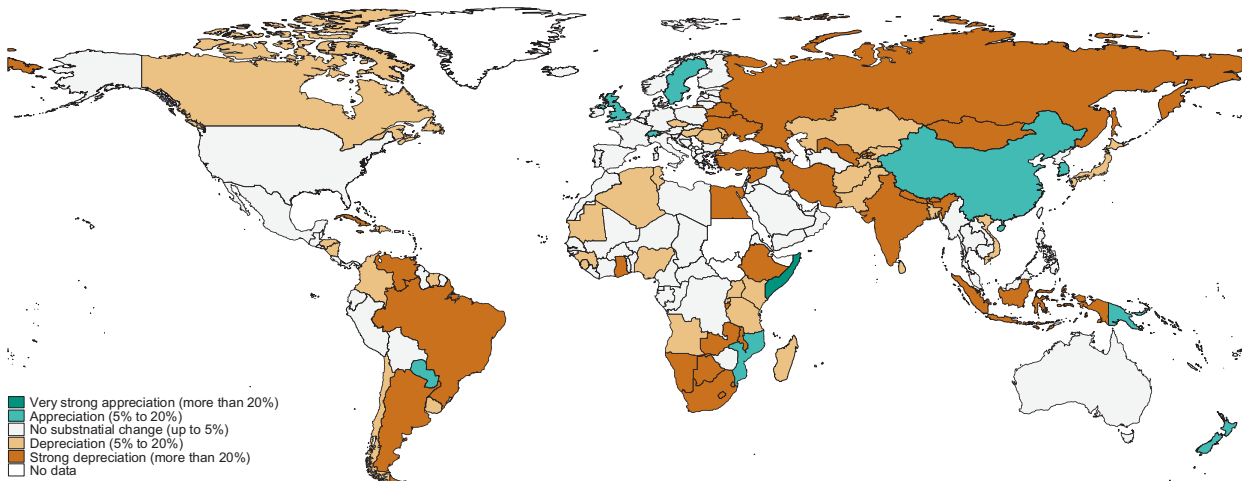 Very strong appreciation (more than 20%)
Appreciation (5% to 20%)
No substnatial change (up to 5%)
Depreciation (5% to 20%)
Strong depreciation (more than 20%)
No data